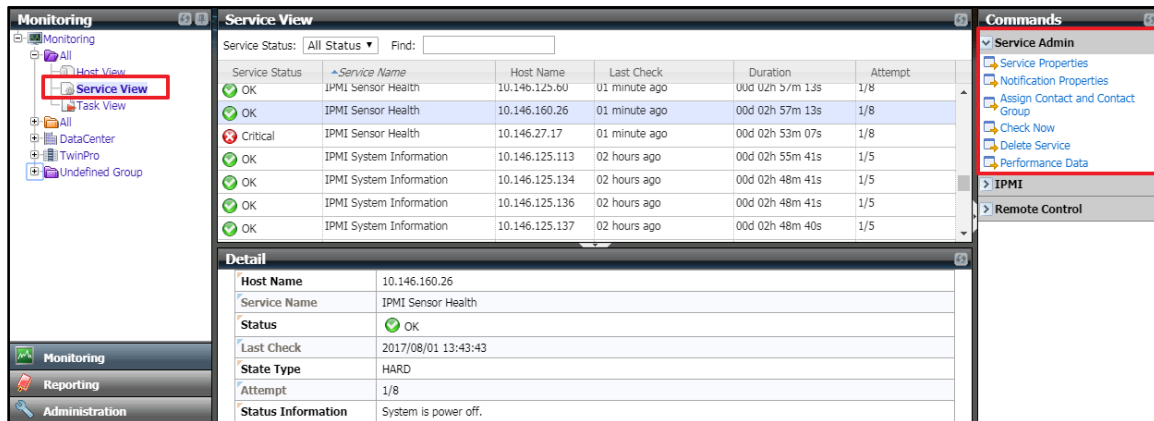 Monitoring
Monitoring
All
Host View
Service View
Task View
All
DataCenter
TwinPro
Undefined Group
Monitoring
Reporting
Administration
Service View
Service Status: All Status Find:
Service Status Service Name Host Name Last Check Duration Attempt
OK IPMI Sensor Health 10.146.125.60 01 minute ago 00d 02h 57m 13s 1/8
OK IPMI Sensor Health 10.146.160.26 01 minute ago 00d 02h 57m 13s 1/8
Critical IPMI Sensor Health 10.146.27.17 01 minute ago 00d 02h 53m 07s 1/8
OK IPMI System Information 10.146.125.113 02 hours ago 00d 02h 55m 41s 1/5
OK IPMI System Information 10.146.125.134 02 hours ago 00d 02h 48m 41s 1/5
OK IPMI System Information 10.146.125.136 02 hours ago 00d 02h 48m 41s 1/5
OK IPMI System Information 10.146.125.137 02 hours ago 00d 02h 48m 40s 1/5
Detail
Host Name 10.146.160.26
Service Name IPMI Sensor Health
Status OK
Last Check 2017/08/01 13:43:43
State Type HARD
Attempt 1/8
Status Information System is power off.
Commands
Service Admin
Service Properties
Notification Properties
Assign Contact and Contact
Group
Check Now
Delete Service
Performance Data
IPMI
Remote Control